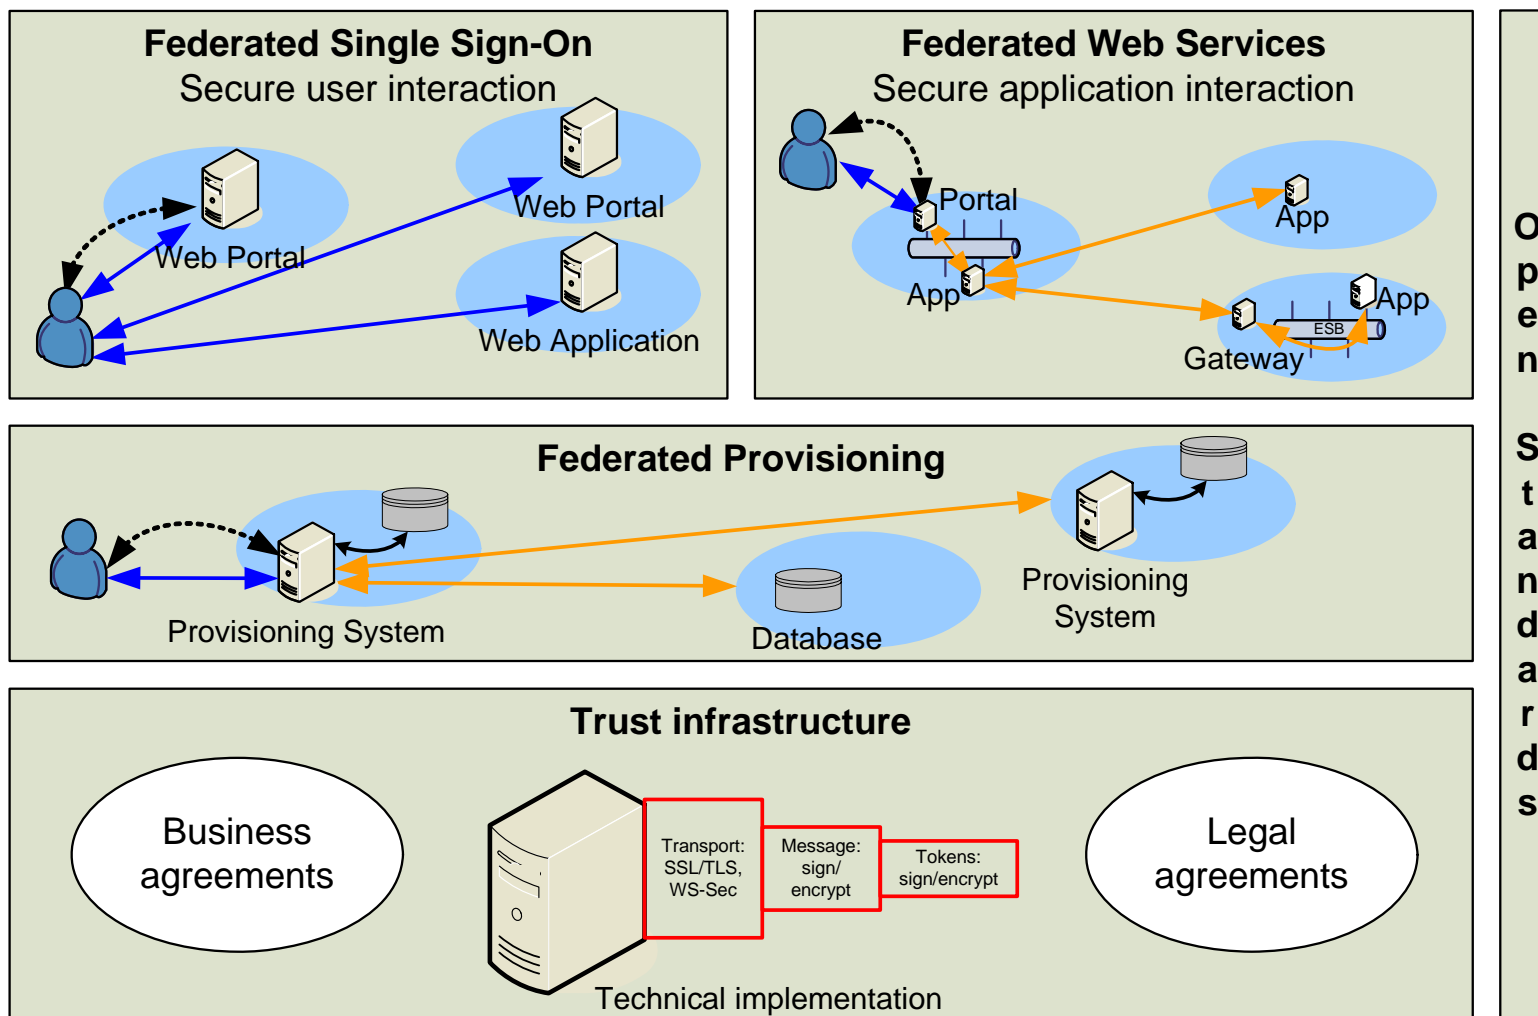 Federated Single Sign-On
Secure user interaction
Web Portal
Web Portal
Web Application
Federated Web Services
Secure application interaction
Portal
App
App
App
ESB
Gateway
Federated Provisioning
Provisioning System
Database
Provisioning
System
Trust infrastructure
Business
agreements
Transport:
SSL/TLS,
WS-Sec
Message:
sign/
encrypt
Tokens:
sign/encrypt
Legal
agreements
Technical implementation
Open
Standards